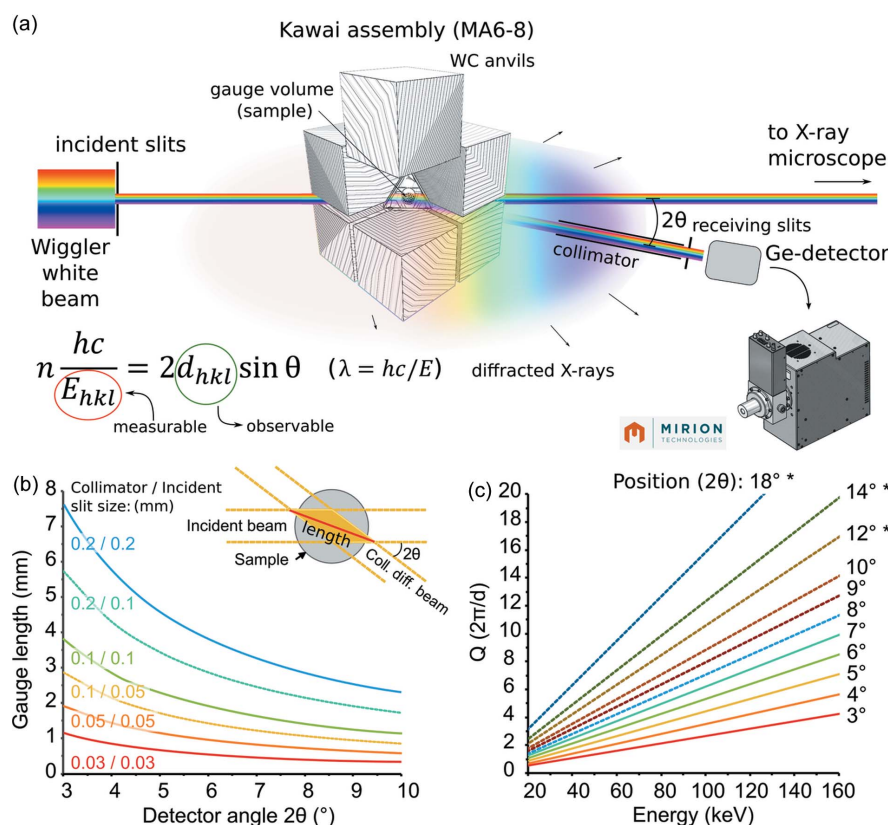 (a)
Kawai assembly (MA6-8)
WC anvils
gauge volume
(sample)
incident slits
to X-ray
microscope
2θ
receiving slits
collimator
Ge-detector
Wiggler
white
beam
n hc/E_hkl = 2d_hkl sin θ (λ = hc/E)
measurable
observable
diffracted X-rays
MIRION
TECHNOLOGIES
(b)
Collimator / Incident
slit size: (mm)
Incident beam
length
Sample
2θ
Coll. diff. beam
0.2 / 0.2
0.2 / 0.1
0.1 / 0.1
0.1 / 0.05
0.05 / 0.05
0.03 / 0.03
Gauge length (mm)
8
7
6
5
4
3
2
1
0
3 4 5 6 7 8 9 10
Detector angle 2θ (°)
(c)
Position (2θ): 18° *
14° *
12° *
10°
9°
8°
7°
6°
5°
4°
3°
Q (2π/d)
20
18
16
14
12
10
8
6
4
2
0
20 40 60 80 100 120 140 160
Energy (keV)